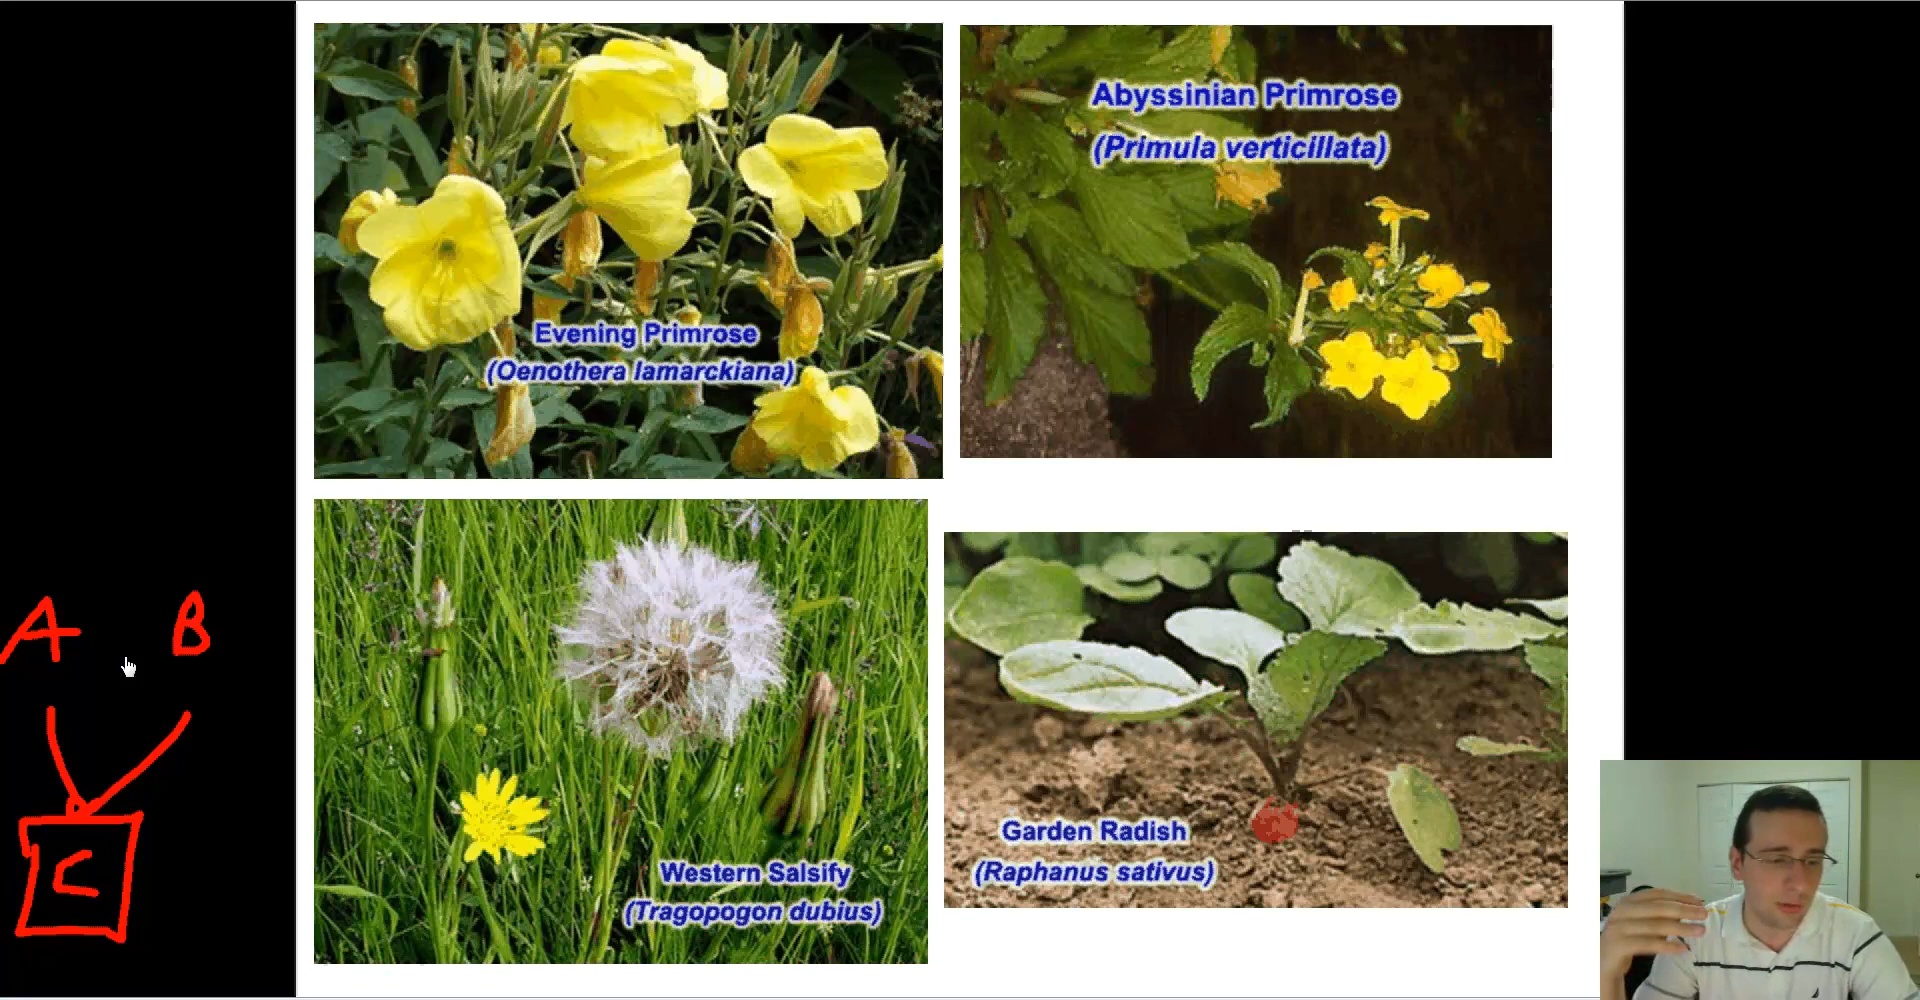 Abyssinian Primrose
(Primula verticillata)
Evening Primrose
(Oenothera lamarckiana)
A B
C
Garden Radish
(Raphanus sativus)
Western Salsify
(Tragopogon dubius)